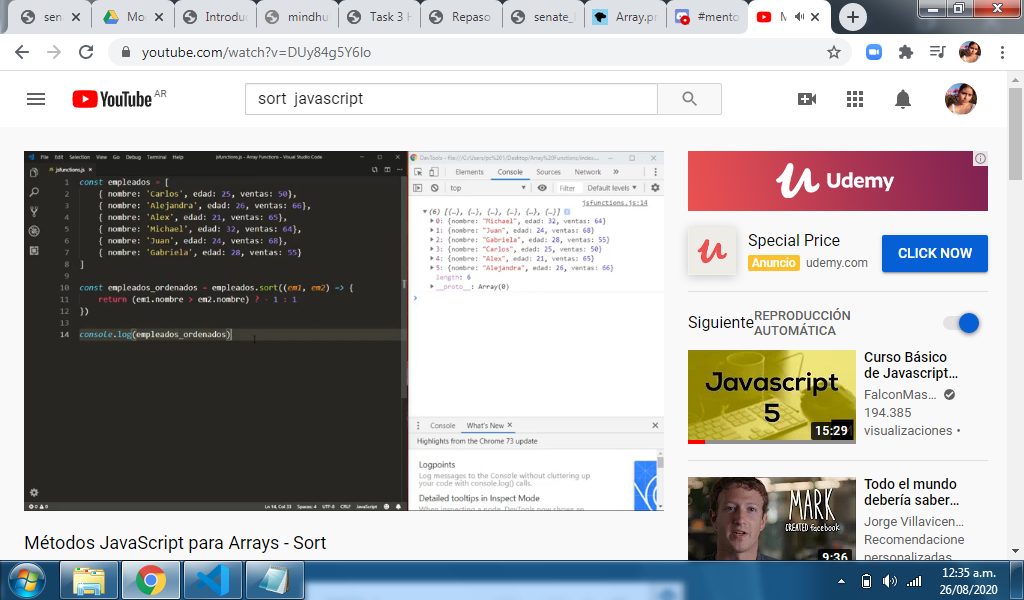 sen
Mo
Introduc
mindhu
Task 3 H
Repaso
senate_
Array.pr
#mento
M
youtube.com/watch?v=DUy84g5Y6lo
YouTube AR
sort javascript
File Edit Selection View Go Debug Terminal Help
jsfunctions.js - Array Functions - Visual Studio Code
jsfunctions.js
1 const empleados = [
2 { nombre: 'Carlos', edad: 25, ventas: 50},
3 { nombre: 'Alejandra', edad: 26, ventas: 66},
4 { nombre: 'Alex', edad: 21, ventas: 65},
5 { nombre: 'Michael', edad: 32, ventas: 64},
6 { nombre: 'Juan', edad: 24, ventas: 68},
7 { nombre: 'Gabriela', edad: 28, ventas: 55}
8 ]
9
10 const empleados_ordenados = empleados.sort((em1, em2) => {
11 return (em1.nombre > em2.nombre) ? - 1 : 1
12 })
13
14 console.log(empleados_ordenados)
Ln 14, Col 33 Spaces: 4 UTF-8 CRLF JavaScript
Elements Console Sources Network »
top Filter Default levels ▼
jsfunctions.js:14
▼(6) [{…}, {…}, {…}, {…}, {…}, {…}]
▶0: {nombre: "Michael", edad: 32, ventas: 64}
▶1: {nombre: "Juan", edad: 24, ventas: 68}
▶2: {nombre: "Gabriela", edad: 28, ventas: 55}
▶3: {nombre: "Carlos", edad: 25, ventas: 50}
▶4: {nombre: "Alex", edad: 21, ventas: 65}
▶5: {nombre: "Alejandra", edad: 26, ventas: 66}
length: 6
▶__proto__: Array(0)
Console What's New ×
Highlights from the Chrome 73 update
Logpoints
Log messages to the Console without cluttering up
your code with console.log() calls.
Detailed tooltips in Inspect Mode
When inspecting a node, DevTools now shows an
Métodos JavaScript para Arrays - Sort
Udemy
Special Price
Anuncio udemy.com
CLICK NOW
Siguiente
REPRODUCCIÓN
AUTOMÁTICA
Javascript
5
15:29
Curso Básico
de Javascript…
FalconMas…
194.385
visualizaciones •
MARK
CREATED facebook
9:36
Todo el mundo
debería saber…
Jorge Villavicen…
Recomendacione
personalizadas
12:35 a.m.
26/08/2020